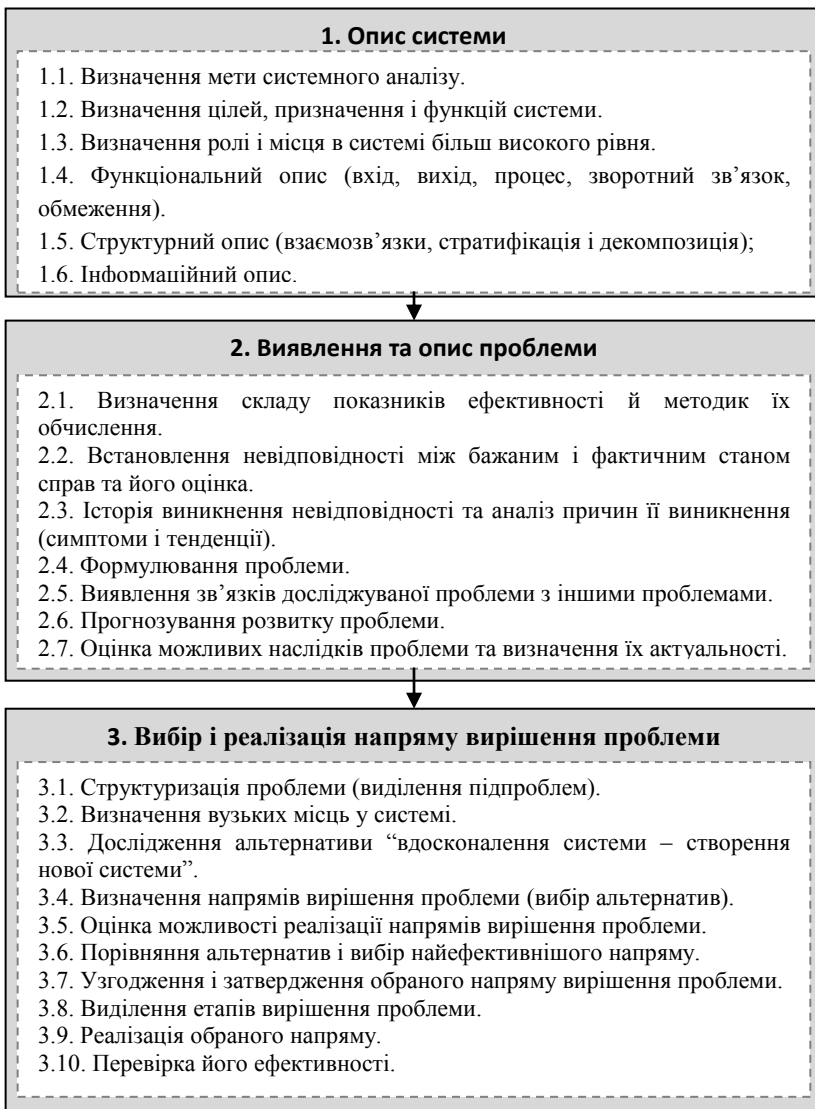 1. Опис системи
1.1. Визначення мети системного аналізу.
1.2. Визначення цілей, призначення і функцій системи.
1.3. Визначення ролі і місця в системі більш високого рівня.
1.4. Функціональний опис (вхід, вихід, процес, зворотний зв’язок,
обмеження).
1.5. Структурний опис (взаємозв’язки, стратифікація і декомпозиція);
1.6. Інформаційний опис.
2. Виявлення та опис проблеми
2.1. Визначення складу показників ефективності й методик їх
обчислення.
2.2. Встановлення невідповідності між бажаним і фактичним станом
справ та його оцінка.
2.3. Історія виникнення невідповідності та аналіз причин її виникнення
(симптоми і тенденції).
2.4. Формулювання проблеми.
2.5. Виявлення зв’язків досліджуваної проблеми з іншими проблемами.
2.6. Прогнозування розвитку проблеми.
2.7. Оцінка можливих наслідків проблеми та визначення їх актуальності.
3. Вибір і реалізація напряму вирішення проблеми
3.1. Структуризація проблеми (виділення підпроблем).
3.2. Визначення вузьких місць у системі.
3.3. Дослідження альтернативи “вдосконалення системи – створення
нової системи”.
3.4. Визначення напрямів вирішення проблеми (вибір альтернатив).
3.5. Оцінка можливості реалізації напрямів вирішення проблеми.
3.6. Порівняння альтернатив і вибір найефективнішого напряму.
3.7. Узгодження і затвердження обраного напряму вирішення проблеми.
3.8. Виділення етапів вирішення проблеми.
3.9. Реалізація обраного напряму.
3.10. Перевірка його ефективності.